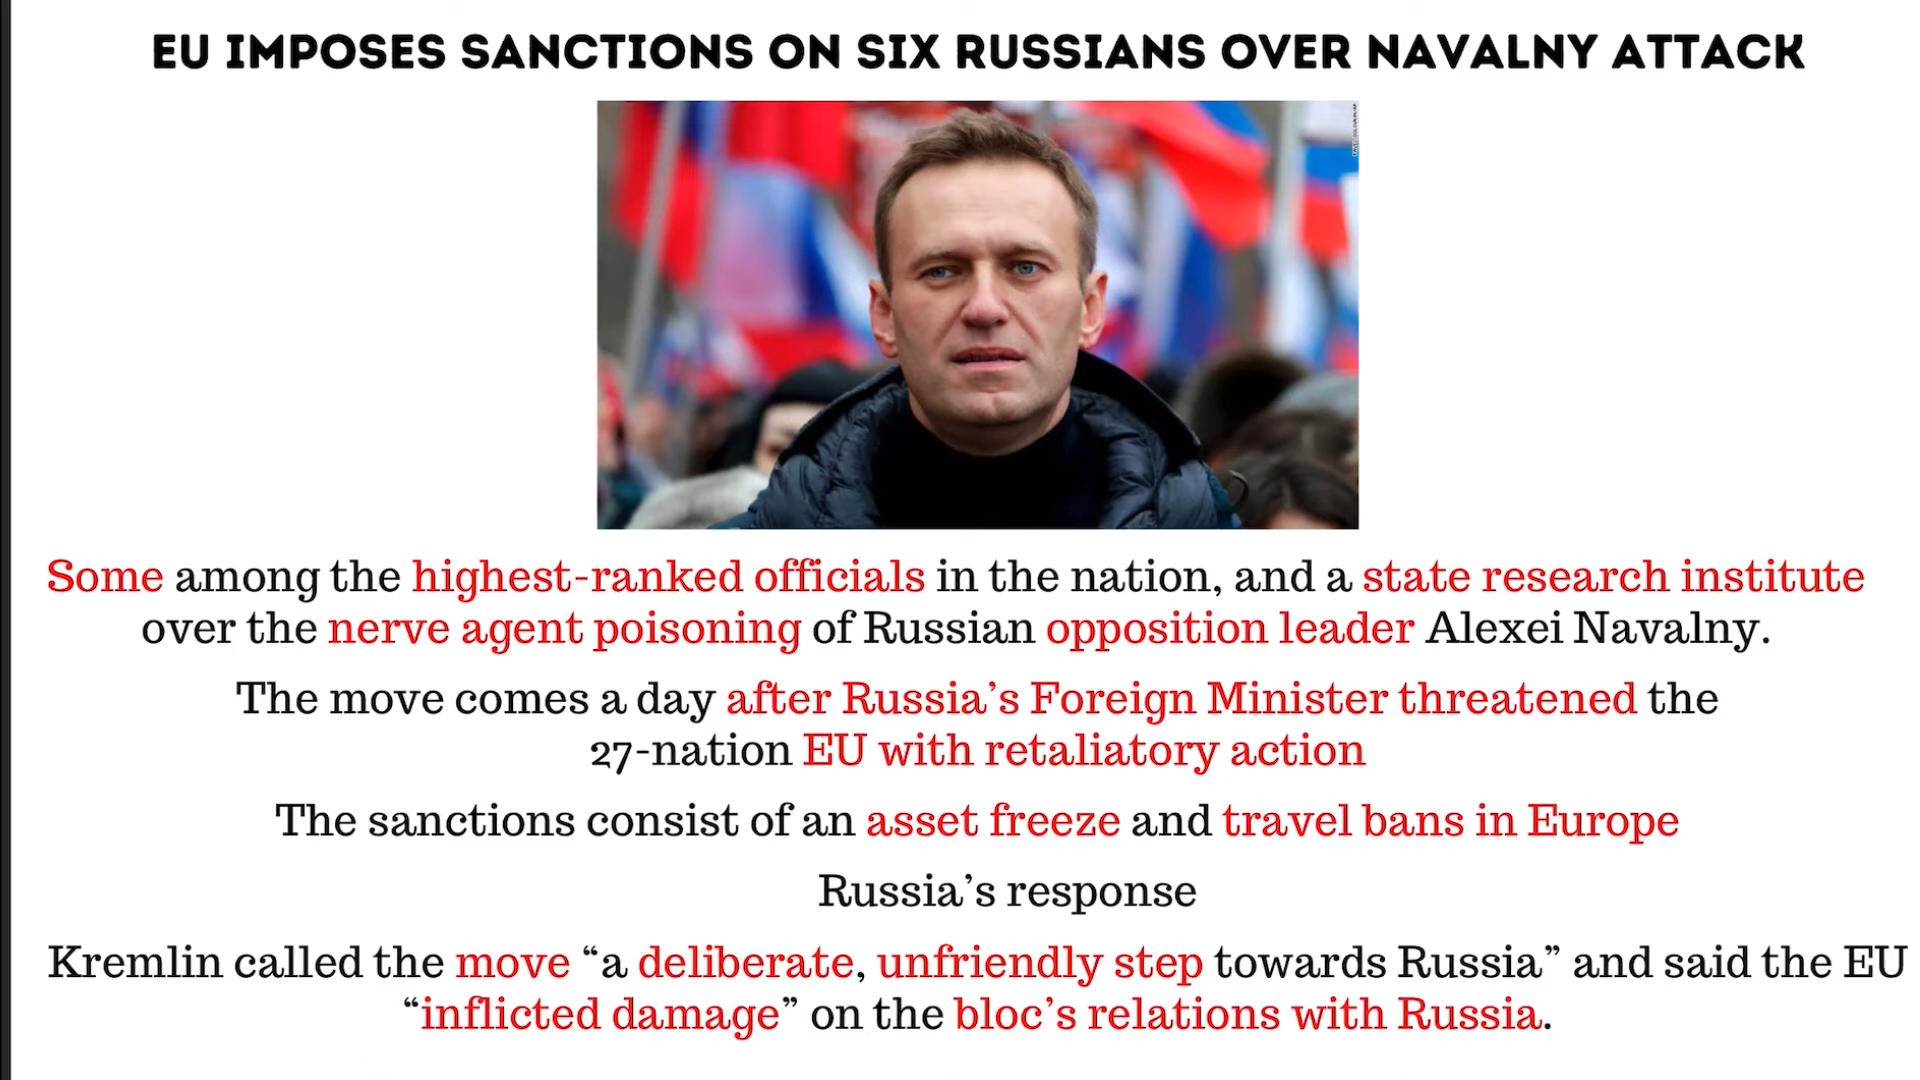 EU IMPOSES SANCTIONS ON SIX RUSSIANS OVER NAVALNY ATTACK
Some among the highest-ranked officials in the nation, and a state research institute
over the nerve agent poisoning of Russian opposition leader Alexei Navalny.
The move comes a day after Russia’s Foreign Minister threatened the
27-nation EU with retaliatory action
The sanctions consist of an asset freeze and travel bans in Europe
Russia’s response
Kremlin called the move “a deliberate, unfriendly step towards Russia” and said the EU
“inflicted damage” on the bloc’s relations with Russia.